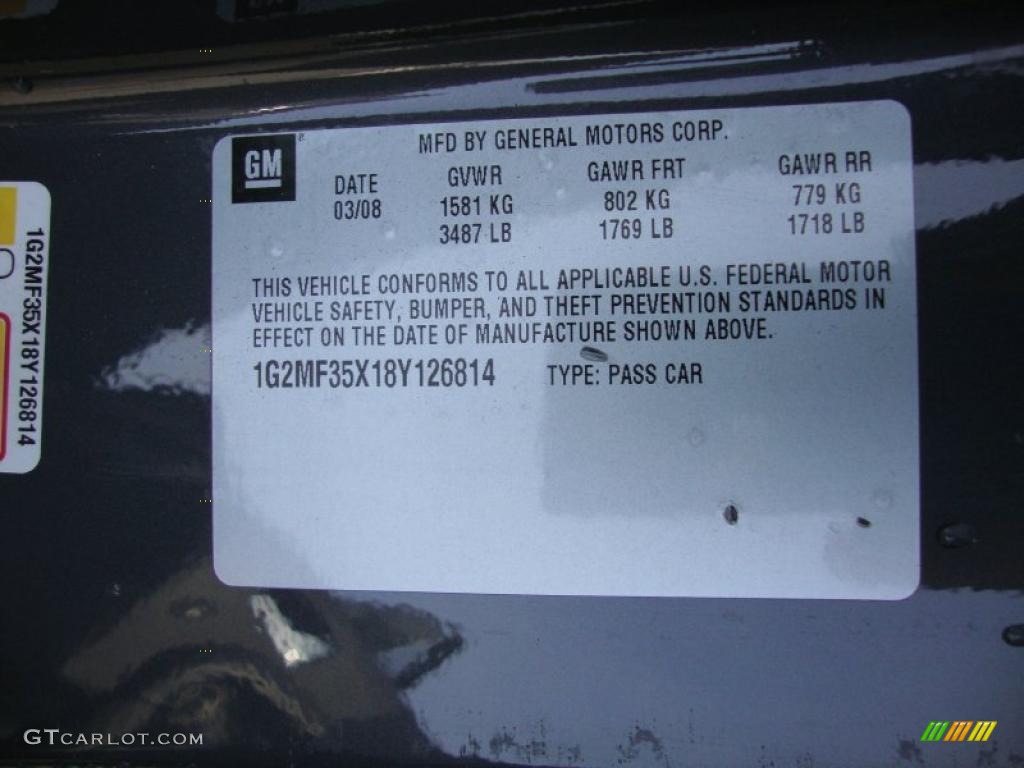 GM
MFD BY GENERAL MOTORS CORP.
DATE GVWR GAWR FRT GAWR RR
03/08 1581 KG 802 KG 779 KG
3487 LB 1769 LB 1718 LB
THIS VEHICLE CONFORMS TO ALL APPLICABLE U.S. FEDERAL MOTOR
VEHICLE SAFETY, BUMPER, AND THEFT PREVENTION STANDARDS IN
EFFECT ON THE DATE OF MANUFACTURE SHOWN ABOVE.
1G2MF35X18Y126814 TYPE: PASS CAR
1G2MF35X18Y126814
GTCARLOT.COM